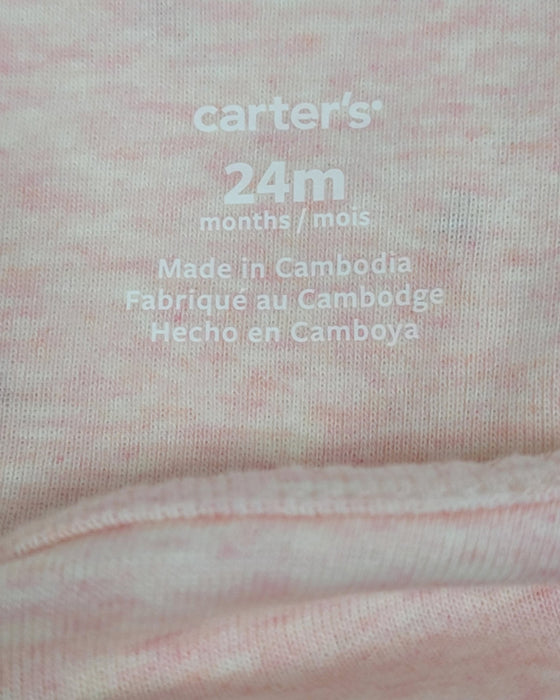 carter's
24m
months / mois
Made in Cambodia
Fabriqué au Cambodge
Hecho en Camboya